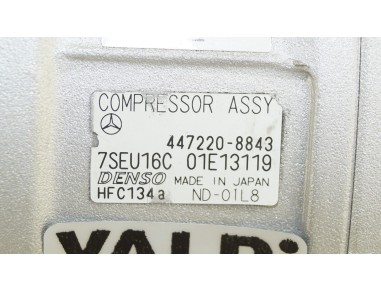 COMPRESSOR ASSY
447220-8843
7SEU16C 01E13119
DENSO MADE IN JAPAN
HFC134a ND-OIL8